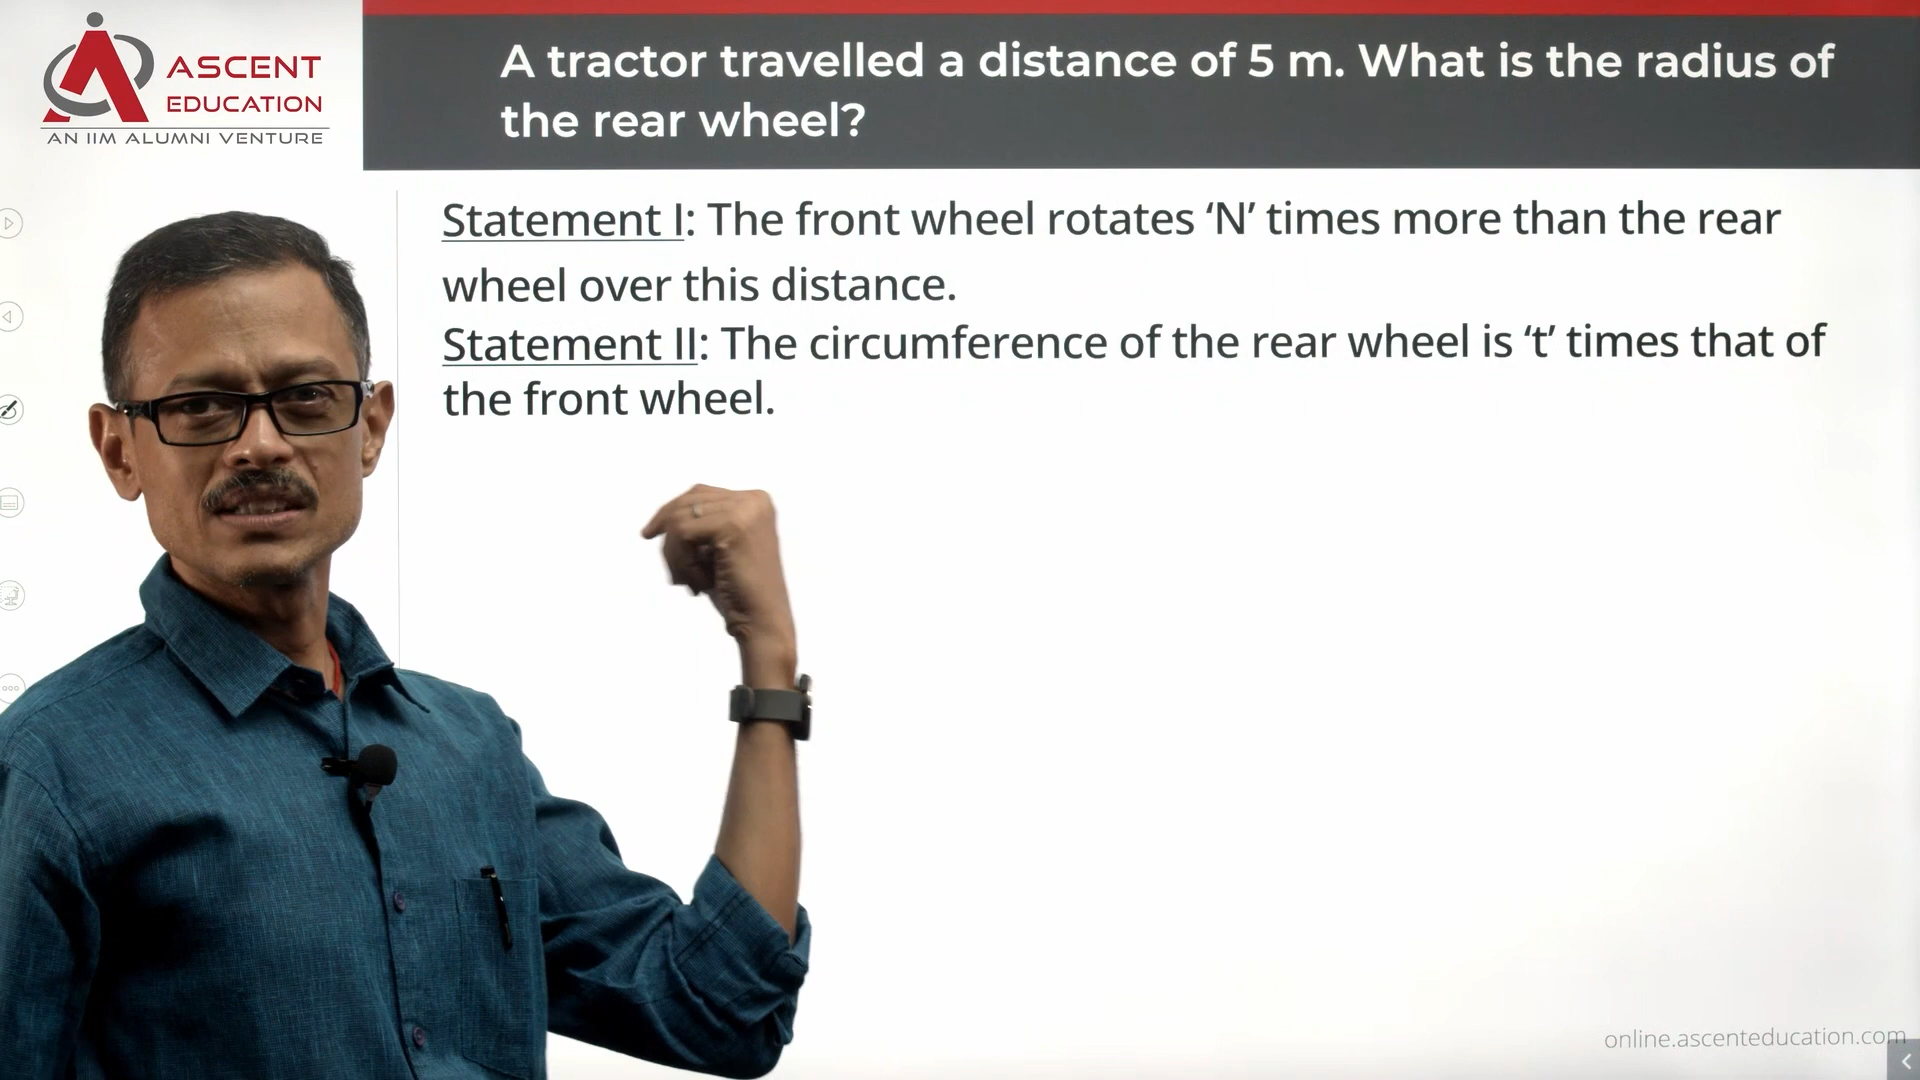 ASCENT
EDUCATION
AN IIM ALUMNI VENTURE
A tractor travelled a distance of 5 m. What is the radius of
the rear wheel?
Statement I: The front wheel rotates ‘N’ times more than the rear
wheel over this distance.
Statement II: The circumference of the rear wheel is ‘t’ times that of
the front wheel.
online.ascenteducation.com